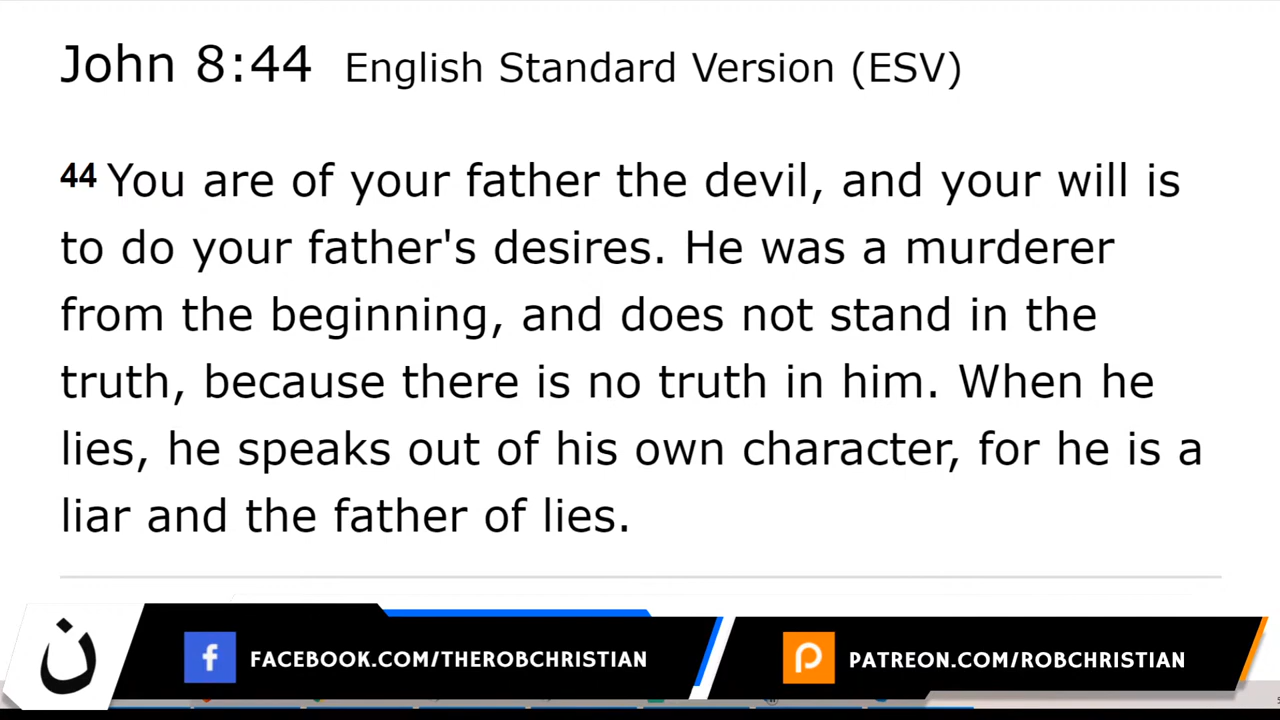 John 8:44 English Standard Version (ESV)
44 You are of your father the devil, and your will is
to do your father's desires. He was a murderer
from the beginning, and does not stand in the
truth, because there is no truth in him. When he
lies, he speaks out of his own character, for he is a
liar and the father of lies.
ن
f FACEBOOK.COM/THEROBCHRISTIAN
PATREON.COM/ROBCHRISTIAN